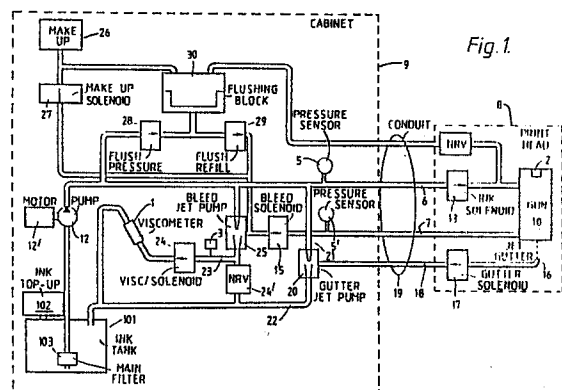 CABINET
Fig.1.
MAKE
UP
26
30
9
MAKE UP
SOLENOID
27
FLUSHING
BLOCK
PRESSURE
SENSOR
CONDUIT
8
PRINT
HEAD
28
29
FLUSH
PRESSURE
FLUSH
REFILL
5
NRV
2
6
INK
SOLENOID
13
GUN
10
MOTOR
PUMP
12'
12
VISCOMETER
1
BLEED
JET PUMP
BLEED
SOLENOID
PRESSURE
SENSOR
5'
7
24
3
25
15
VISC/SOLENOID
23
21
JET
GUTTER
16
INK
TOP-UP
102
101
NRV
24'
20
GUTTER
JET PUMP
19
18
GUTTER
SOLENOID
17
22
103
INK
TANK
MAIN
FILTER